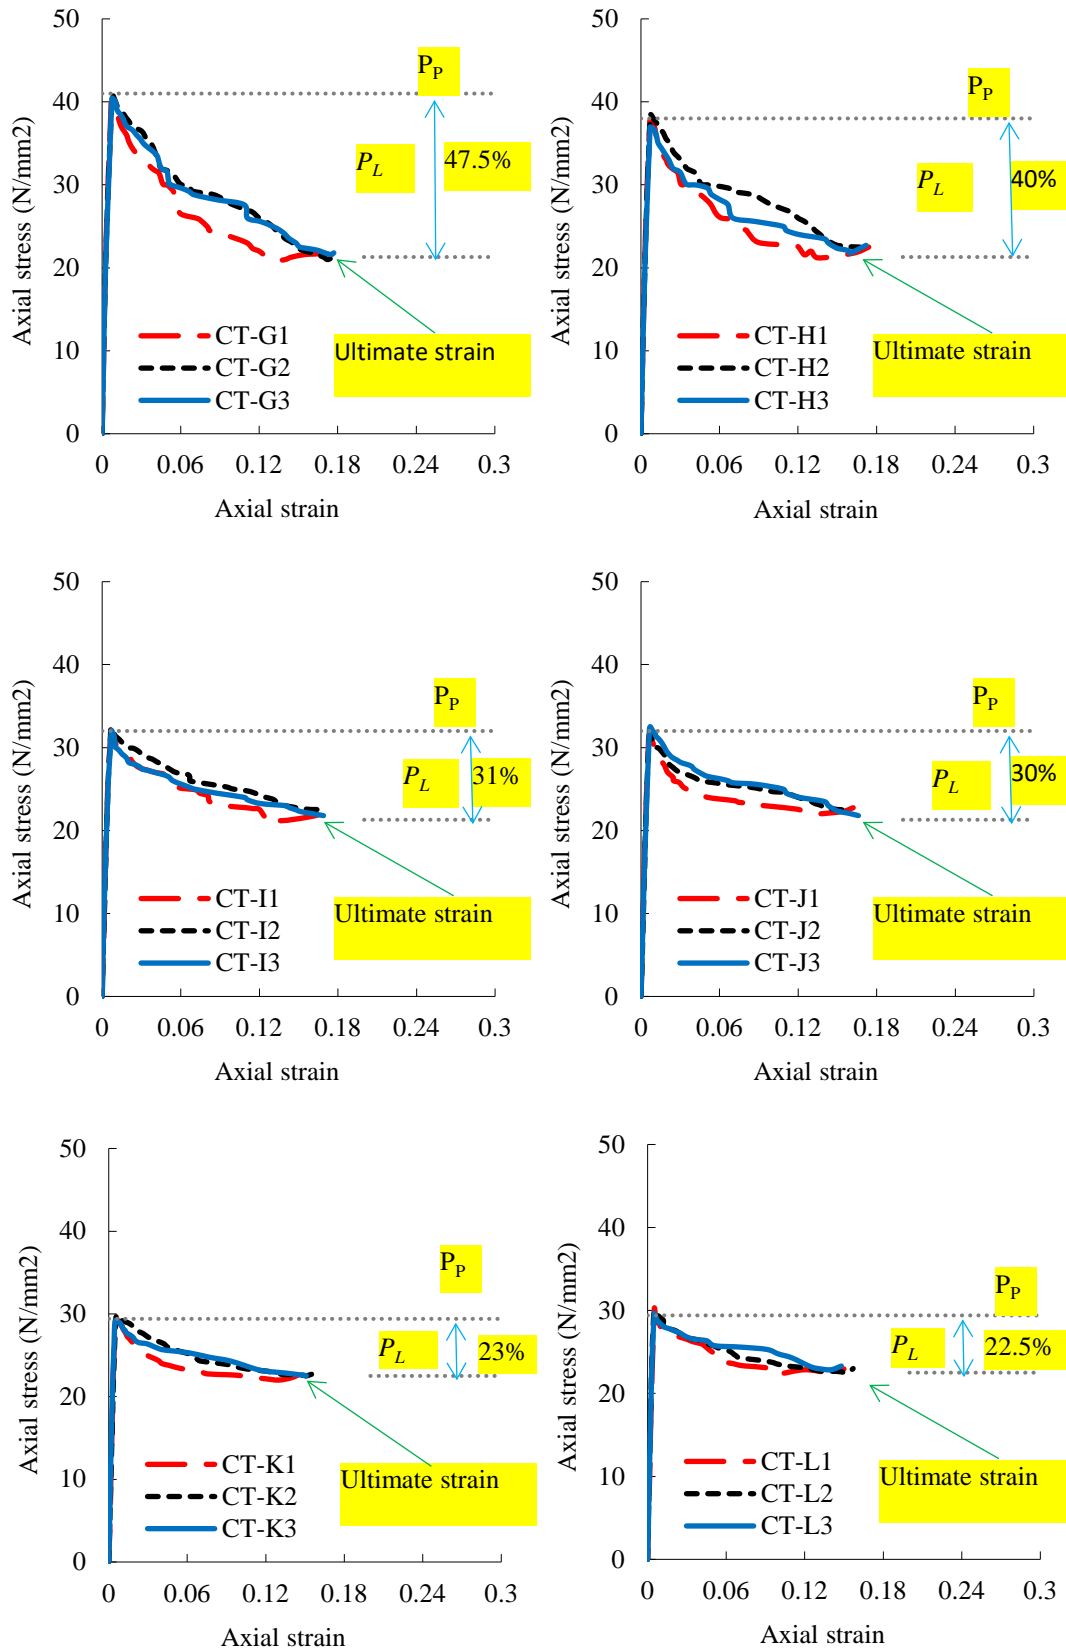 50
40
30
20
10
0
0
0.06
0.12
0.18
0.24
0.3
Axial stress (N/mm2)
Axial strain
PP
PL
47.5%
Ultimate strain
CT-G1
CT-G2
CT-G3
50
40
30
20
10
0
0
0.06
0.12
0.18
0.24
0.3
Axial stress (N/mm2)
Axial strain
PP
PL
40%
Ultimate strain
CT-H1
CT-H2
CT-H3
50
40
30
20
10
0
0
0.06
0.12
0.18
0.24
0.3
Axial stress (N/mm2)
Axial strain
PP
PL
31%
Ultimate strain
CT-I1
CT-I2
CT-I3
50
40
30
20
10
0
0
0.06
0.12
0.18
0.24
0.3
Axial stress (N/mm2)
Axial strain
PP
PL
30%
Ultimate strain
CT-J1
CT-J2
CT-J3
50
40
30
20
10
0
0
0.06
0.12
0.18
0.24
0.3
Axial stress (N/mm2)
Axial strain
PP
PL
23%
Ultimate strain
CT-K1
CT-K2
CT-K3
50
40
30
20
10
0
0
0.06
0.12
0.18
0.24
0.3
Axial stress (N/mm2)
Axial strain
PP
PL
22.5%
Ultimate strain
CT-L1
CT-L2
CT-L3